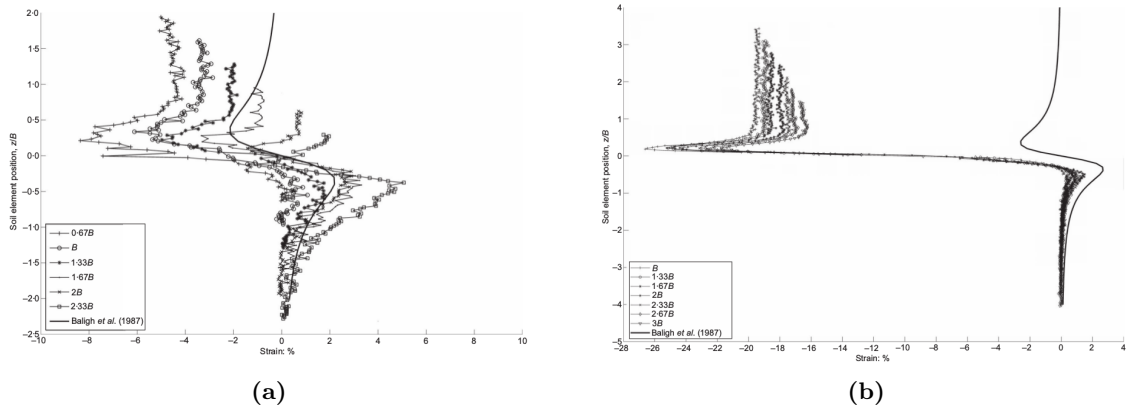 2·0
1·5
1·0
0·5
0·0
−0·5
−1·0
−1·5
−2·0
−2·5
Soil element position, z/B
0·67B
B
1·33B
1·67B
2B
2·33B
Baligh et al. (1987)
−10 −8 −6 −4 −2 0 2 4 6 8 10
Strain: %
(a)
4
3
2
1
0
−1
−2
−3
−4
−5
Soil element position, z/B
B
1·33B
1·67B
2B
2·33B
2·67B
3B
Baligh et al. (1987)
−28 −26 −24 −22 −20 −18 −16 −14 −12 −10 −8 −6 −4 −2 0 2 4
Strain: %
(b)